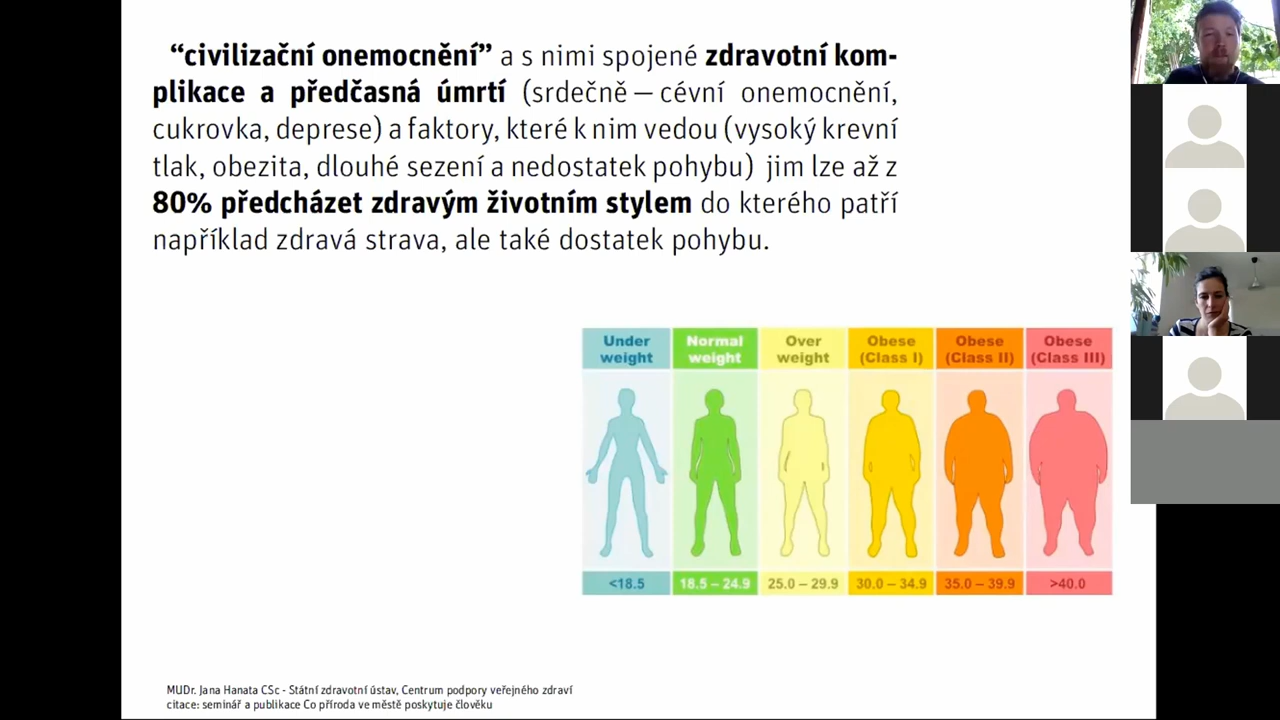 “civilizační onemocnění” a s nimi spojené zdravotní kom-
plikace a předčasná úmrtí (srdečně – cévní onemocnění,
cukrovka, deprese) a faktory, které k nim vedou (vysoký krevní
tlak, obezita, dlouhé sezení a nedostatek pohybu) jim lze až z
80% předcházet zdravým životním stylem do kterého patří
například zdravá strava, ale také dostatek pohybu.
Under weight
Normal weight
Over weight
Obese (Class I)
Obese (Class II)
Obese (Class III)
<18.5
18.5 – 24.9
25.0 – 29.9
30.0 – 34.9
35.0 – 39.9
>40.0
MUDr. Jana Hanata CSc - Státní zdravotní ústav, Centrum podpory veřejného zdraví
citace: seminář a publikace Co příroda ve městě poskytuje člověku